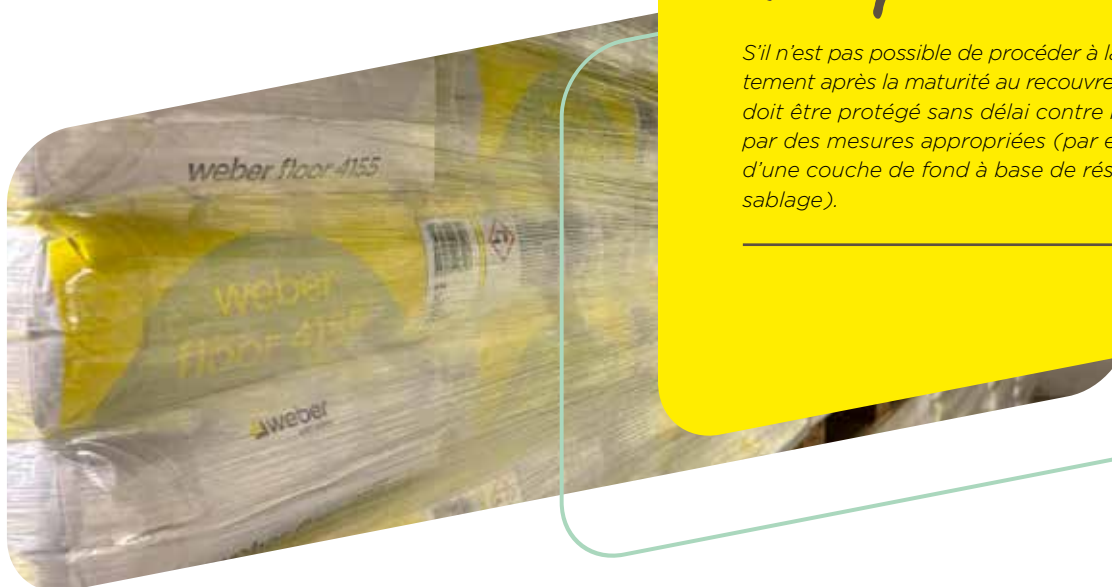 S'il n'est pas possible de procéder à la
tement après la maturité au recouvre
doit être protégé sans délai contre
par des mesures appropriées (par e
d'une couche de fond à base de rés
sablage).
weber.floor 4155
weber
floor 4155
weber